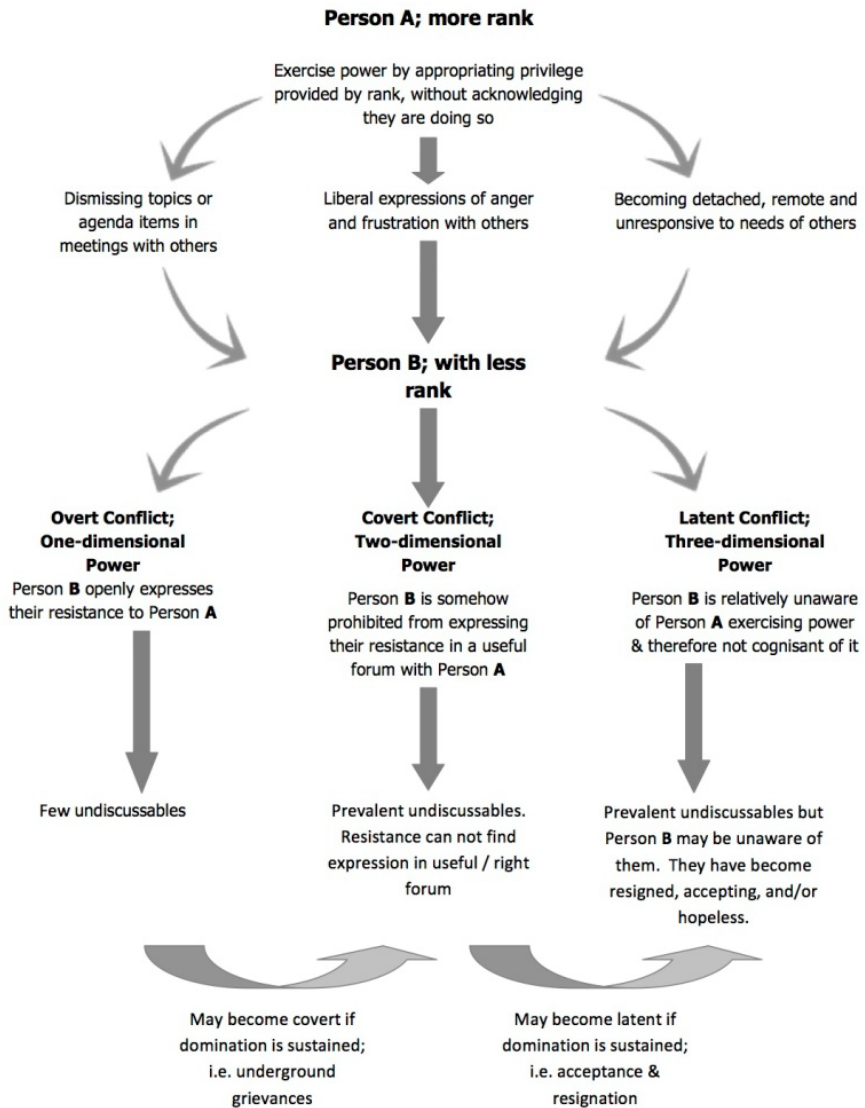 Person A; more rank
Exercise power by appropriating privilege
provided by rank, without acknowledging
they are doing so
Dismissing topics or
agenda items in
meetings with others
Liberal expressions of anger
and frustration with others
Becoming detached, remote and
unresponsive to needs of others
Person B; with less
rank
Overt Conflict;
One-dimensional
Power
Person B openly expresses
their resistance to Person A
Covert Conflict;
Two-dimensional
Power
Person B is somehow
prohibited from expressing
their resistance in a useful
forum with Person A
Latent Conflict;
Three-dimensional
Power
Person B is relatively unaware
of Person A exercising power
& therefore not cognisant of it
Few undiscussables
Prevalent undiscussables.
Resistance can not find
expression in useful / right
forum
Prevalent undiscussables but
Person B may be unaware of
them. They have become
resigned, accepting, and/or
hopeless.
May become covert if
domination is sustained;
i.e. underground
grievances
May become latent if
domination is sustained;
i.e. acceptance &
resignation